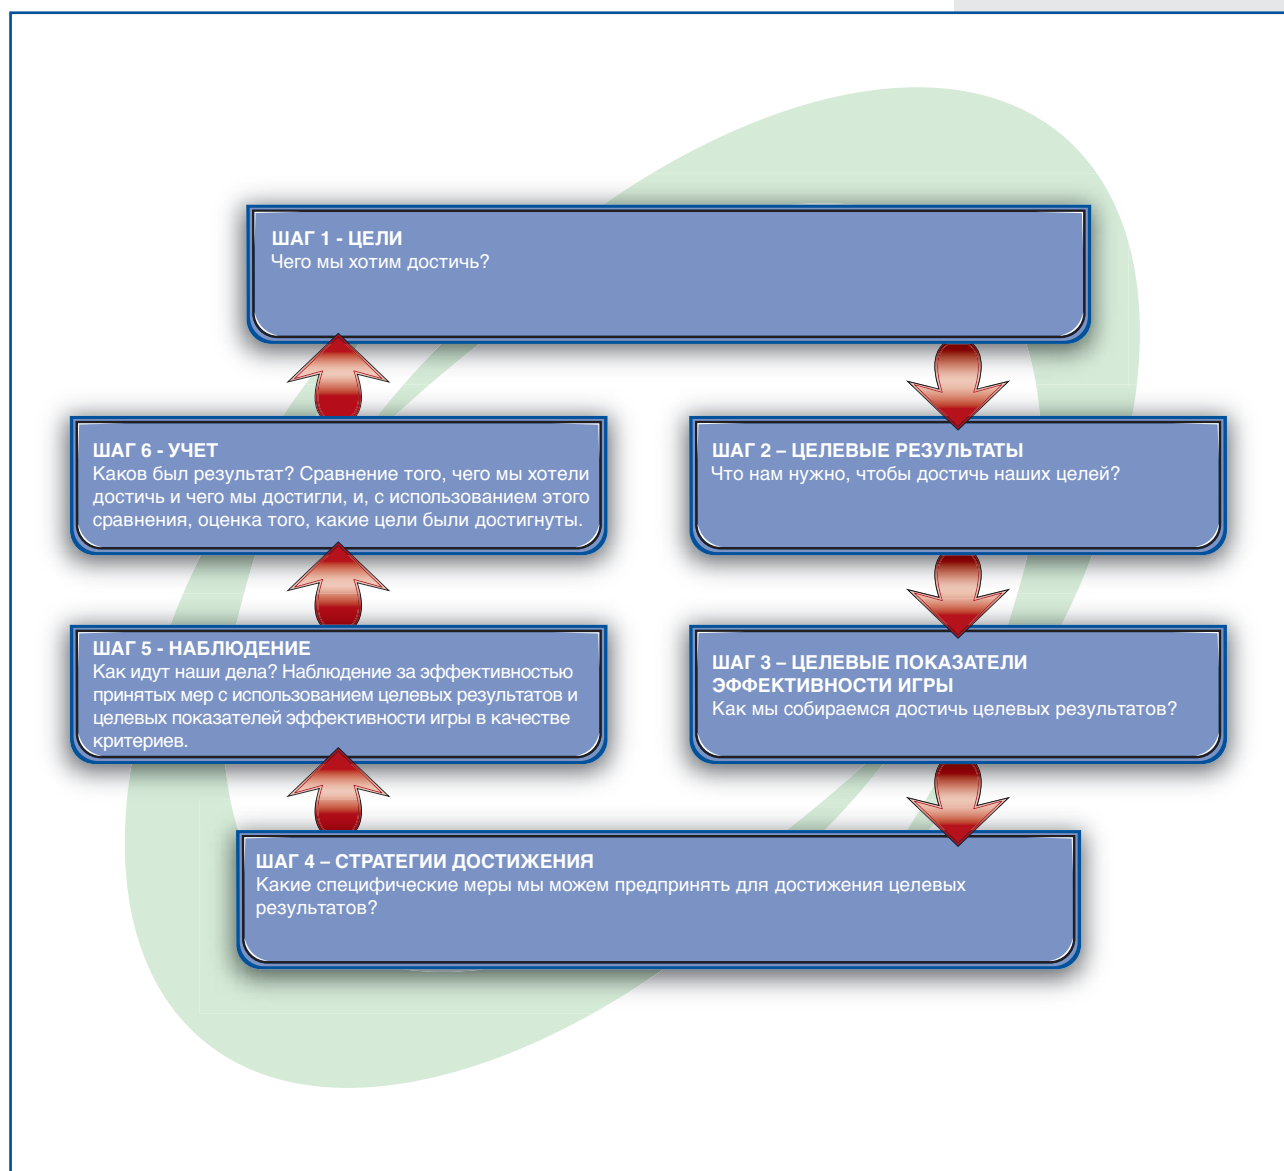 ШАГ 1 - ЦЕЛИ
Чего мы хотим достичь?
ШАГ 2 – ЦЕЛЕВЫЕ РЕЗУЛЬТАТЫ
Что нам нужно, чтобы достичь наших целей?
ШАГ 3 – ЦЕЛЕВЫЕ ПОКАЗАТЕЛИ
ЭФФЕКТИВНОСТИ ИГРЫ
Как мы собираемся достичь целевых результатов?
ШАГ 4 – СТРАТЕГИИ ДОСТИЖЕНИЯ
Какие специфические меры мы можем предпринять для достижения целевых
результатов?
ШАГ 5 - НАБЛЮДЕНИЕ
Как идут наши дела? Наблюдение за эффективностью
принятых мер с использованием целевых результатов и
целевых показателей эффективности игры в качестве
критериев.
ШАГ 6 - УЧЕТ
Каков был результат? Сравнение того, чего мы хотели
достичь и чего мы достигли, и, с использованием этого
сравнения, оценка того, какие цели были достигнуты.